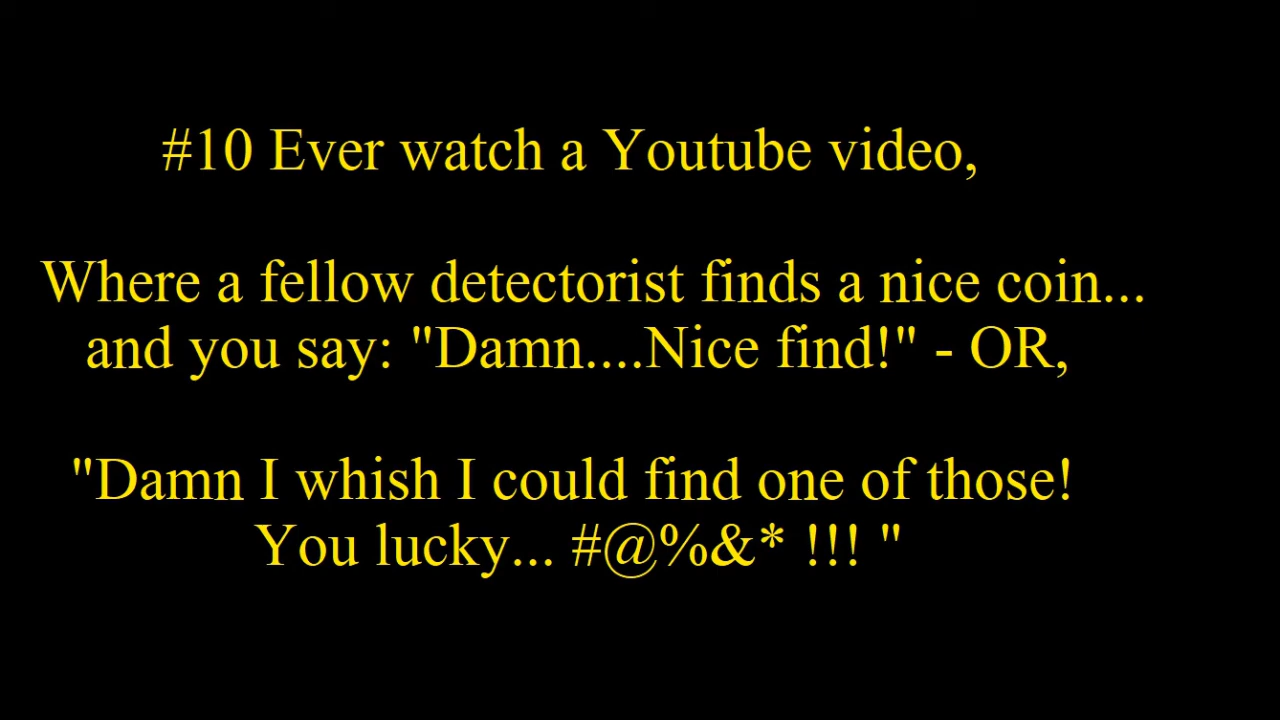 #10 Ever watch a Youtube video,
Where a fellow detectorist finds a nice coin...
and you say: "Damn....Nice find!" - OR,
"Damn I whish I could find one of those!
You lucky... #@%&* !!! "